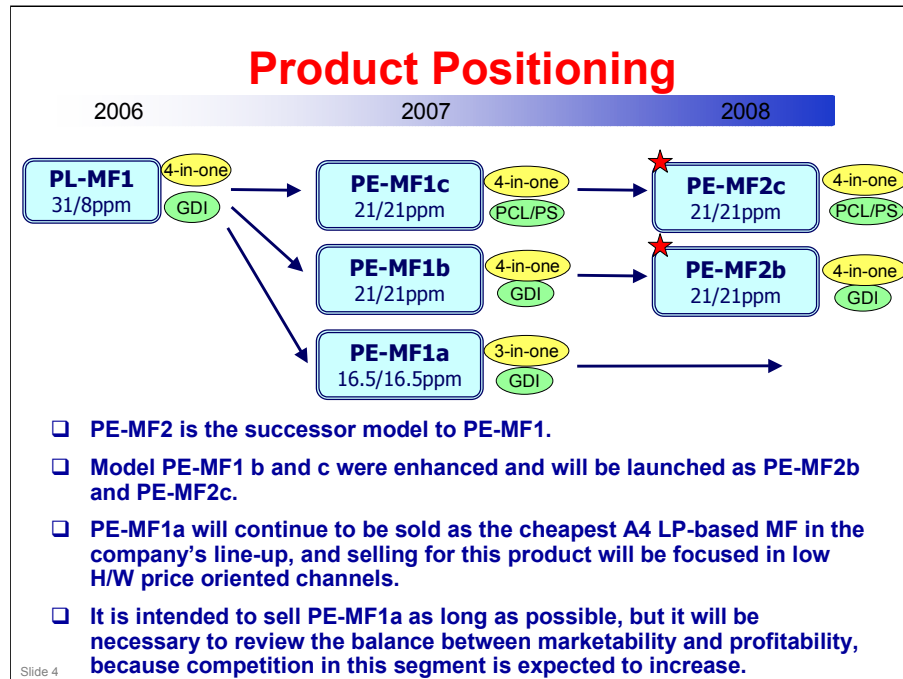 Product Positioning
2006 2007 2008
PL-MF1
31/8ppm
4-in-one
GDI
PE-MF1c
21/21ppm
4-in-one
PCL/PS
PE-MF2c
21/21ppm
4-in-one
PCL/PS
PE-MF1b
21/21ppm
4-in-one
GDI
PE-MF2b
21/21ppm
4-in-one
GDI
PE-MF1a
16.5/16.5ppm
3-in-one
GDI
PE-MF2 is the successor model to PE-MF1.
Model PE-MF1 b and c were enhanced and will be launched as PE-MF2b
and PE-MF2c.
PE-MF1a will continue to be sold as the cheapest A4 LP-based MF in the
company's line-up, and selling for this product will be focused in low
H/W price oriented channels.
It is intended to sell PE-MF1a as long as possible, but it will be
necessary to review the balance between marketability and profitability,
because competition in this segment is expected to increase.
Slide 4